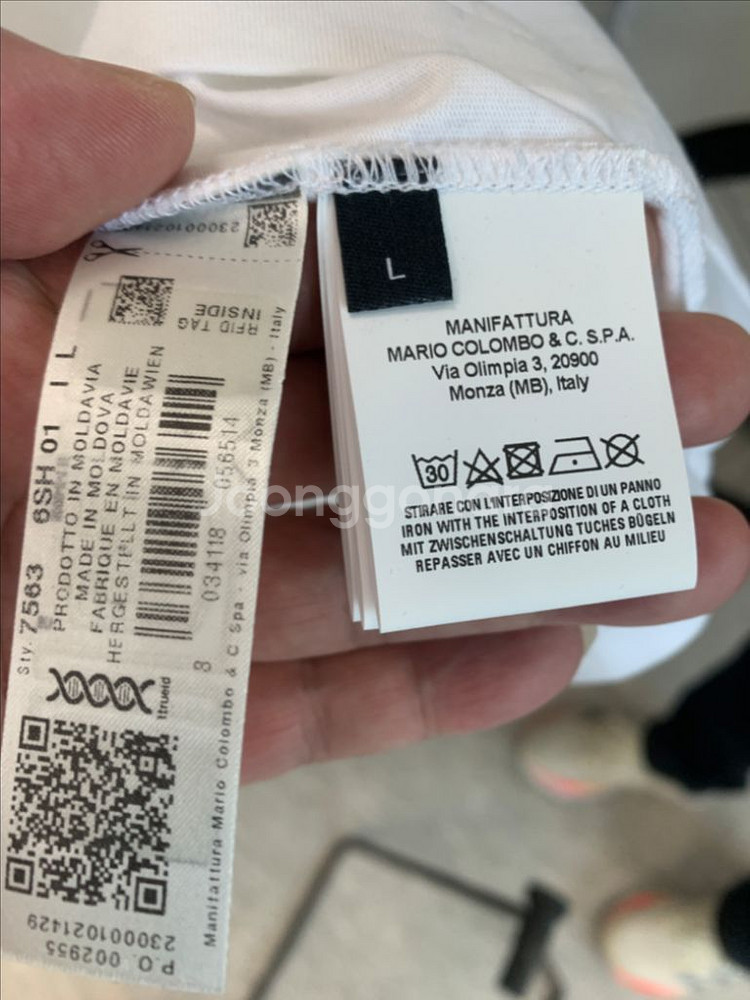 230001021429
RFID TAG
INSIDE
Sty. 7563 6SH 01 I L
PRODOTTO IN MOLDAVIA
MADE IN MOLDOVA
FABRIQUE EN MOLDAVIE
HERGESTELLT IN MOLDAWIEN
8 034118 056514
Manifattura Mario Colombo & C Spa - via Olimpia 3 Monza (MB) - Italy
itrueid
P.O. 002955
230001021429
L
MANIFATTURA
MARIO COLOMBO & C. S.P.A.
Via Olimpia 3, 20900
Monza (MB), Italy
30
STIRARE CON L'INTERPOSIZIONE DI UN PANNO
IRON WITH THE INTERPOSITION OF A CLOTH
MIT ZWISCHENSCHALTUNG TUCHES BÜGELN
REPASSER AVEC UN CHIFFON AU MILIEU